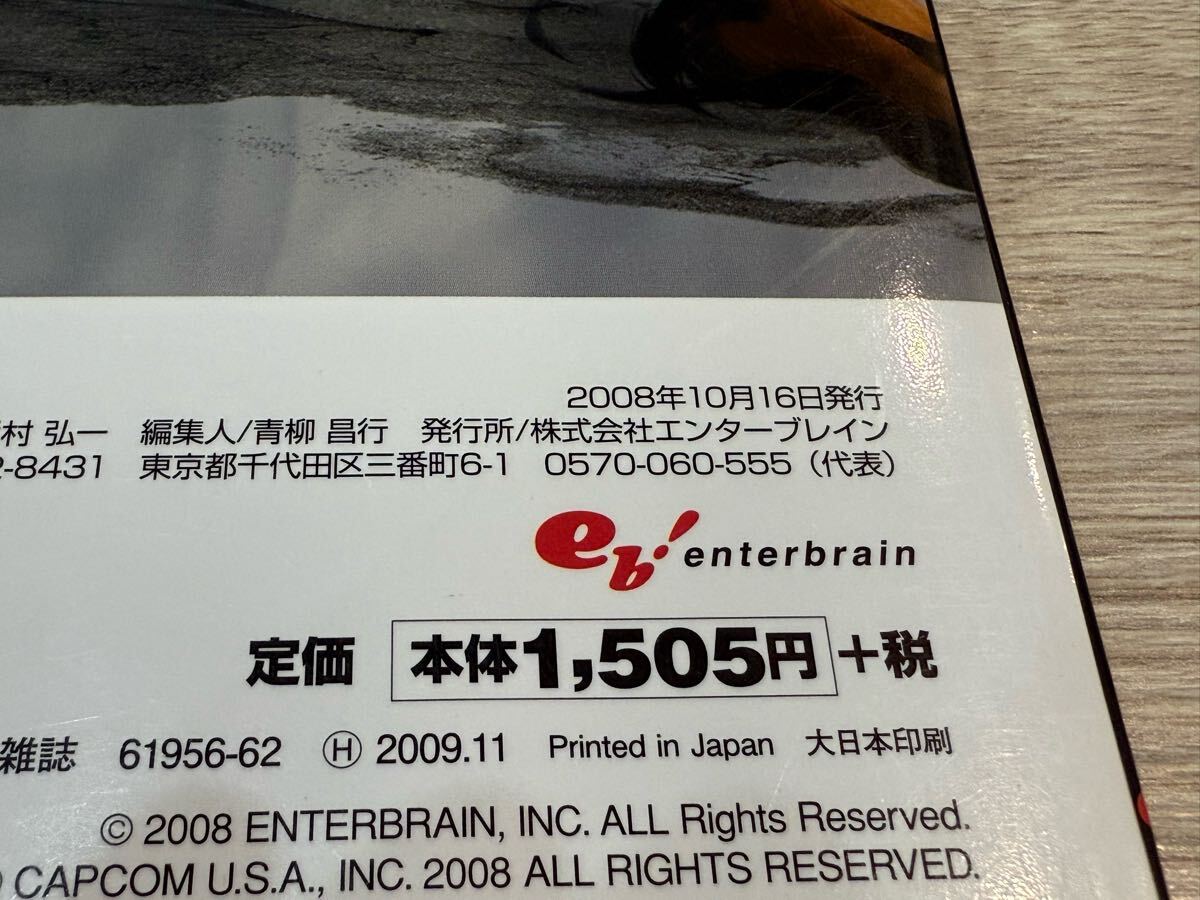 2008年10月16日発行
村 弘一 編集人/青柳 昌行 発行所/株式会社エンターブレイン
2-8431 東京都千代田区三番町6-1 0570-060-555（代表）
eb! enterbrain
定価 本体1,505円+税
雑誌 61956-62 Ⓗ 2009.11 Printed in Japan 大日本印刷
© 2008 ENTERBRAIN, INC. ALL Rights Reserved.
CAPCOM U.S.A., INC. 2008 ALL RIGHTS RESERVED.